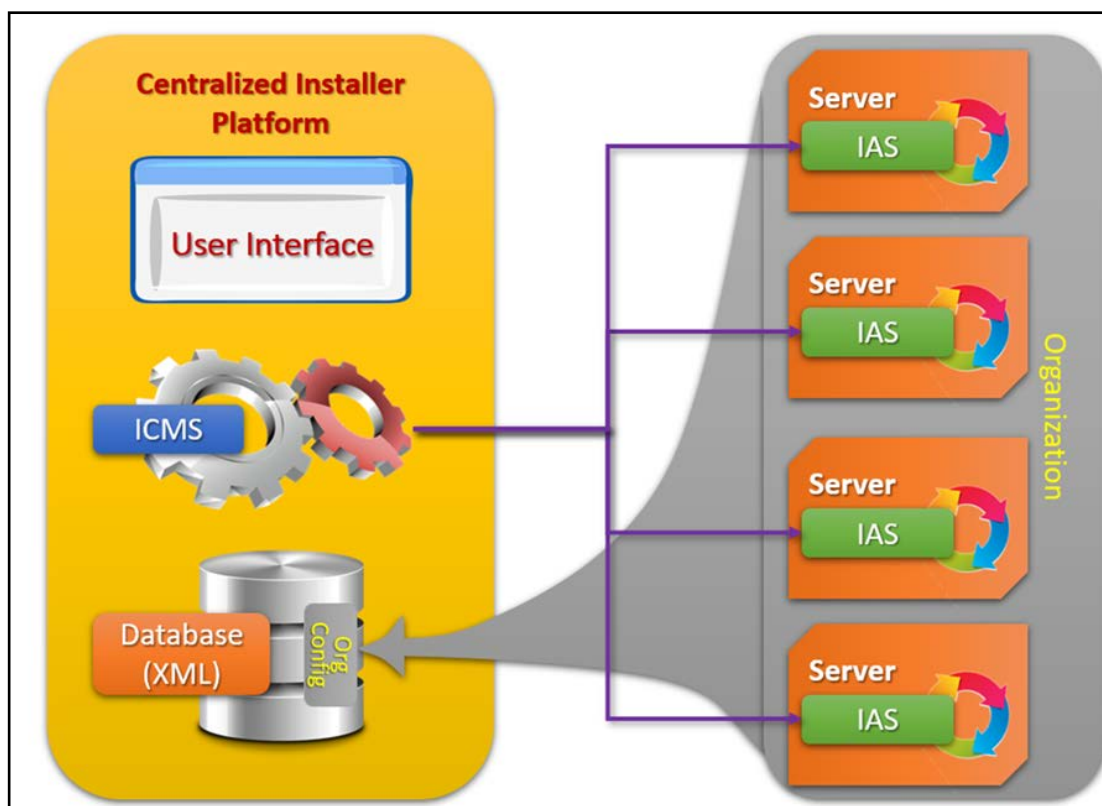 Centralized Installer
Platform
User Interface
ICMS
Database
(XML)
Org
Config
Server
IAS
Server
IAS
Server
IAS
Server
IAS
Organization